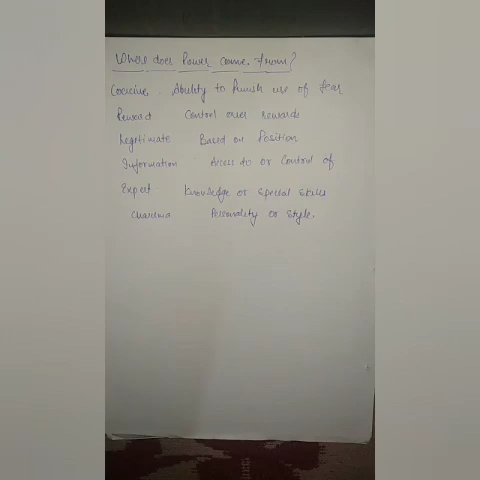 Where does Power come from?
Coercive Ability to Punish use of fear
Reward Control over rewards
Legitimate Based on Position
Information Access to or Control of
Expert Knowledge or special skills
Charisma Personality or Style.